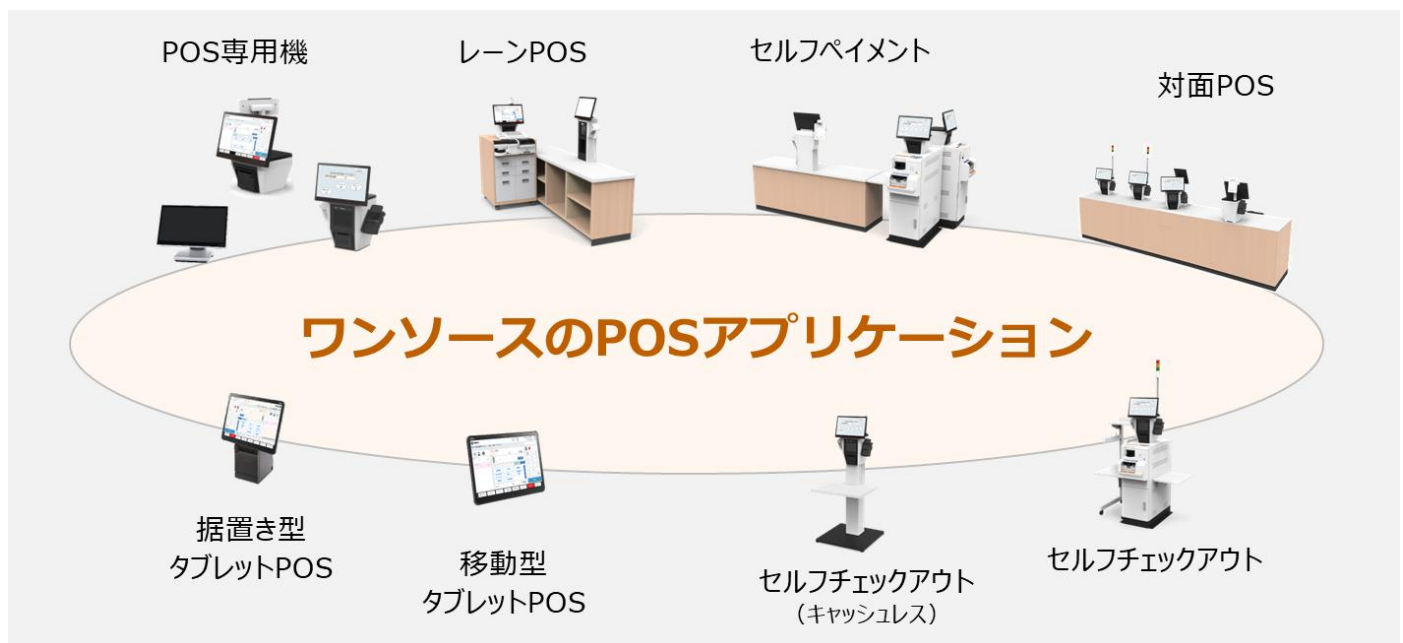 POS専用機
レーンPOS
セルフペイメント
対面POS
ワンソースのPOSアプリケーション
据置き型
タブレットPOS
移動型
タブレットPOS
セルフチェックアウト
（キャッシュレス）
セルフチェックアウト